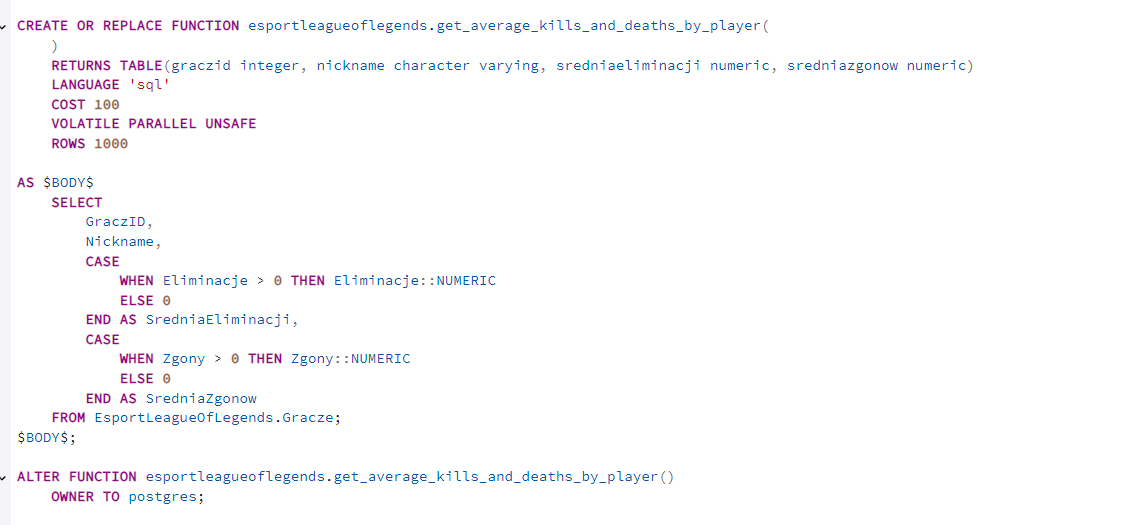 CREATE OR REPLACE FUNCTION esportleagueoflegends.get_average_kills_and_deaths_by_player(
    )
    RETURNS TABLE(graczid integer, nickname character varying, sredniaeliminacji numeric, sredniazgonow numeric)
    LANGUAGE 'sql'
    COST 100
    VOLATILE PARALLEL UNSAFE
    ROWS 1000

AS $BODY$
    SELECT
        GraczID,
        Nickname,
        CASE
            WHEN Eliminacje > 0 THEN Eliminacje::NUMERIC
            ELSE 0
        END AS SredniaEliminacji,
        CASE
            WHEN Zgony > 0 THEN Zgony::NUMERIC
            ELSE 0
        END AS SredniaZgonow
    FROM EsportLeagueOfLegends.Gracze;
$BODY$;

ALTER FUNCTION esportleagueoflegends.get_average_kills_and_deaths_by_player()
    OWNER TO postgres;